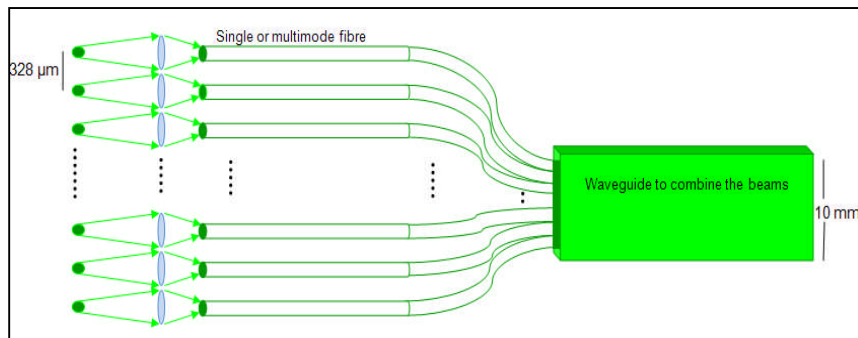 Single or multimode fibre
328 µm
Waveguide to combine the beams
10 mm